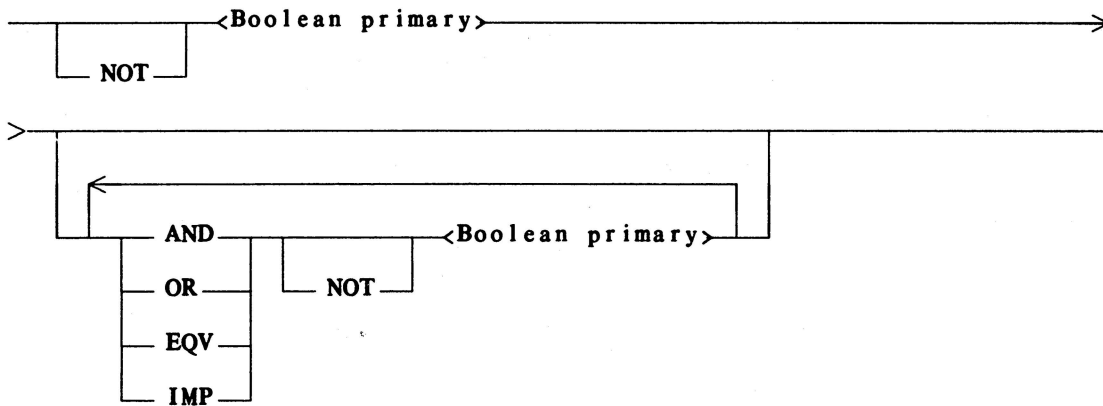 <Boolean primary>
NOT
AND <Boolean primary>
OR NOT
EQV
IMP